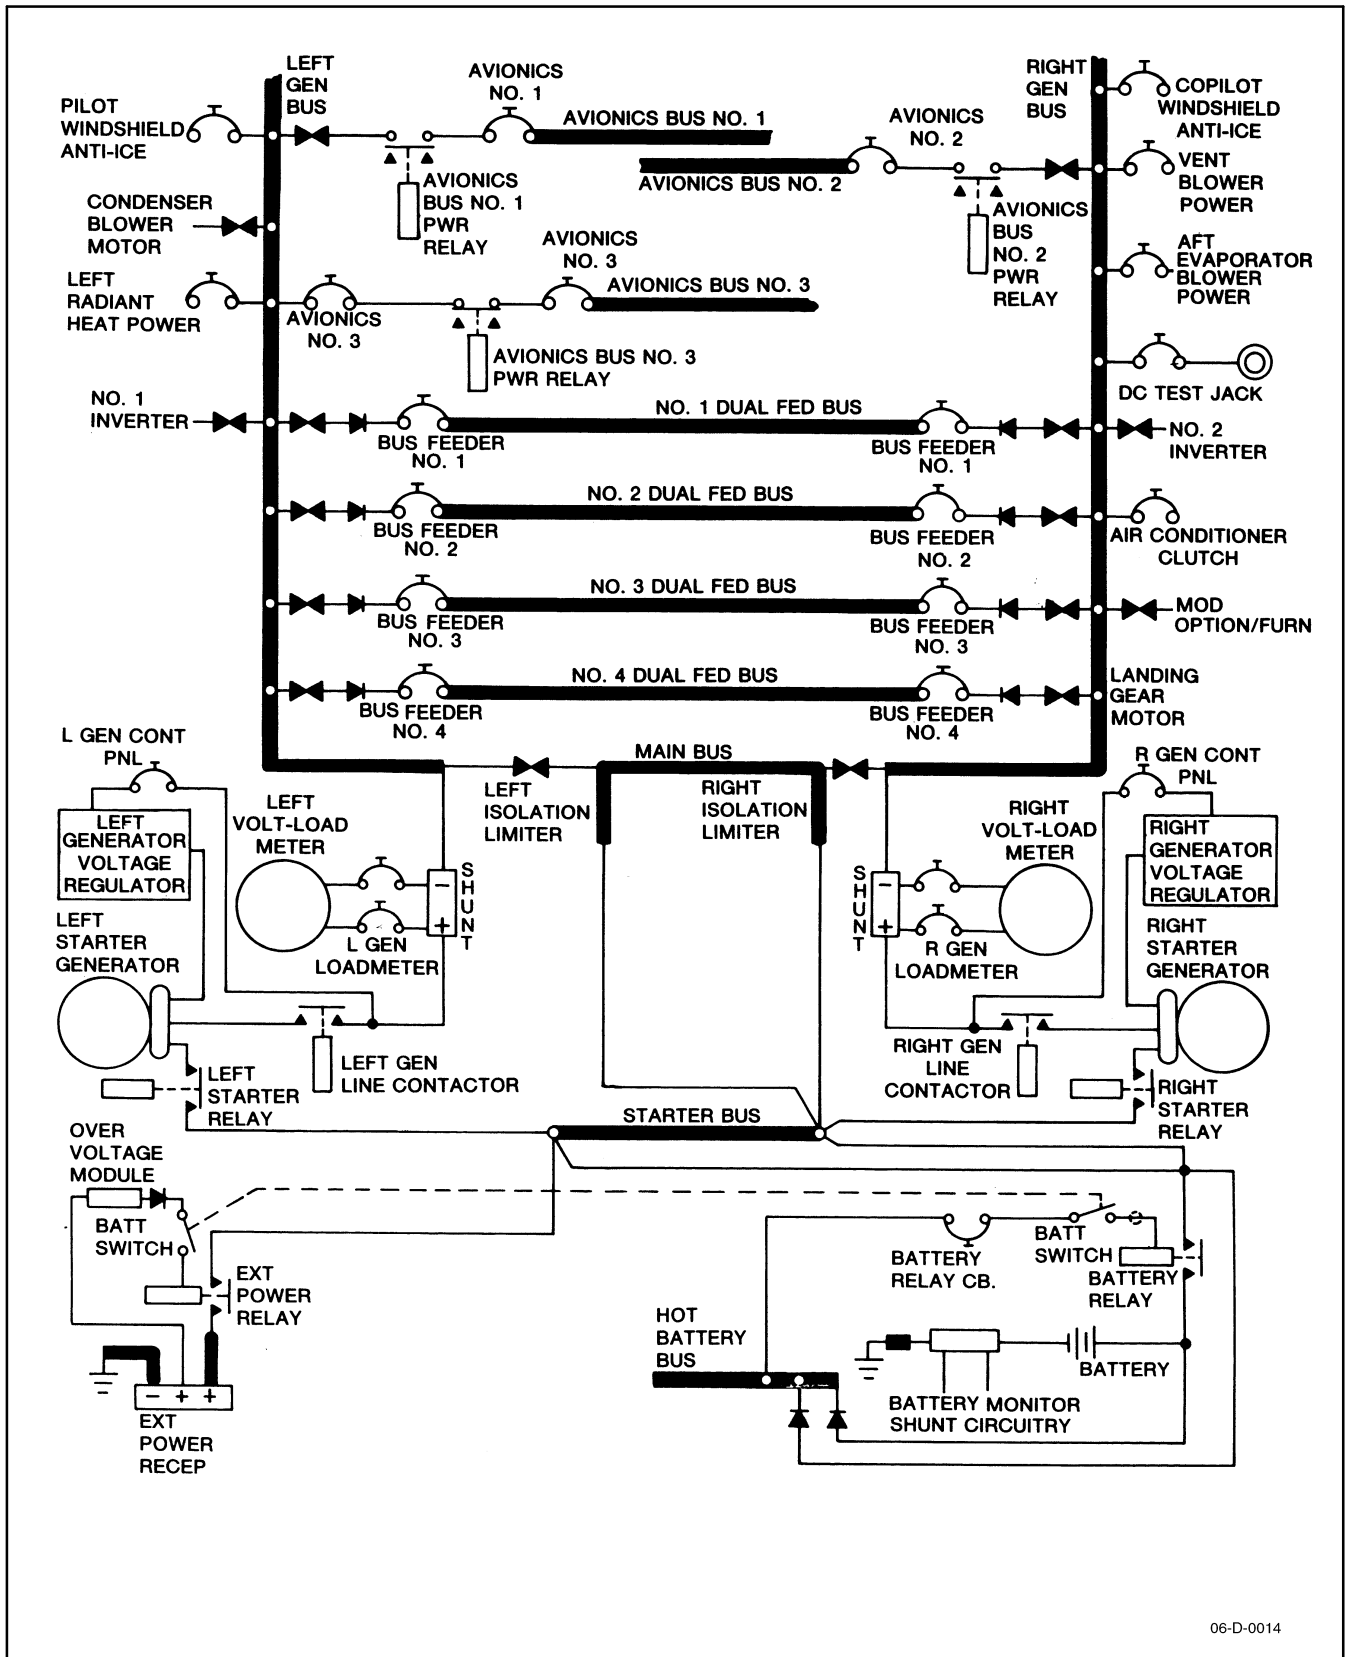 LEFT
GEN
BUS
AVIONICS
NO. 1
AVIONICS BUS NO. 1
PILOT
WINDSHIELD
ANTI-ICE
RIGHT
GEN
BUS
COPILOT
WINDSHIELD
ANTI-ICE
AVIONICS
NO. 2
AVIONICS BUS NO. 2
VENT
BLOWER
POWER
AVIONICS
BUS NO. 1
PWR
RELAY
CONDENSER
BLOWER
MOTOR
AVIONICS
BUS
NO. 2
PWR
RELAY
AFT
EVAPORATOR
BLOWER
POWER
LEFT
RADIANT
HEAT POWER
AVIONICS
NO. 3
AVIONICS
NO. 3
AVIONICS BUS NO. 3
AVIONICS BUS NO. 3
PWR RELAY
DC TEST JACK
NO. 1
INVERTER
BUS FEEDER
NO. 1
NO. 1 DUAL FED BUS
BUS FEEDER
NO. 1
NO. 2
INVERTER
BUS FEEDER
NO. 2
NO. 2 DUAL FED BUS
BUS FEEDER
NO. 2
AIR CONDITIONER
CLUTCH
BUS FEEDER
NO. 3
NO. 3 DUAL FED BUS
BUS FEEDER
NO. 3
MOD
OPTION/FURN
BUS FEEDER
NO. 4
NO. 4 DUAL FED BUS
BUS FEEDER
NO. 4
LANDING
GEAR
MOTOR
L GEN CONT
PNL
MAIN BUS
R GEN CONT
PNL
LEFT
ISOLATION
LIMITER
RIGHT
ISOLATION
LIMITER
LEFT
GENERATOR
VOLTAGE
REGULATOR
LEFT
VOLT-LOAD
METER
RIGHT
VOLT-LOAD
METER
RIGHT
GENERATOR
VOLTAGE
REGULATOR
−
+
SHUNT
L GEN
LOADMETER
SHUNT
−
+
R GEN
LOADMETER
LEFT
STARTER
GENERATOR
RIGHT
STARTER
GENERATOR
LEFT GEN
LINE CONTACTOR
RIGHT GEN
LINE
CONTACTOR
LEFT
STARTER
RELAY
STARTER BUS
RIGHT
STARTER
RELAY
OVER
VOLTAGE
MODULE
BATT
SWITCH
EXT
POWER
RELAY
BATTERY
RELAY CB.
BATT
SWITCH
BATTERY
RELAY
HOT
BATTERY
BUS
BATTERY
BATTERY MONITOR
SHUNT CIRCUITRY
− + +
EXT
POWER
RECEP
06-D-0014